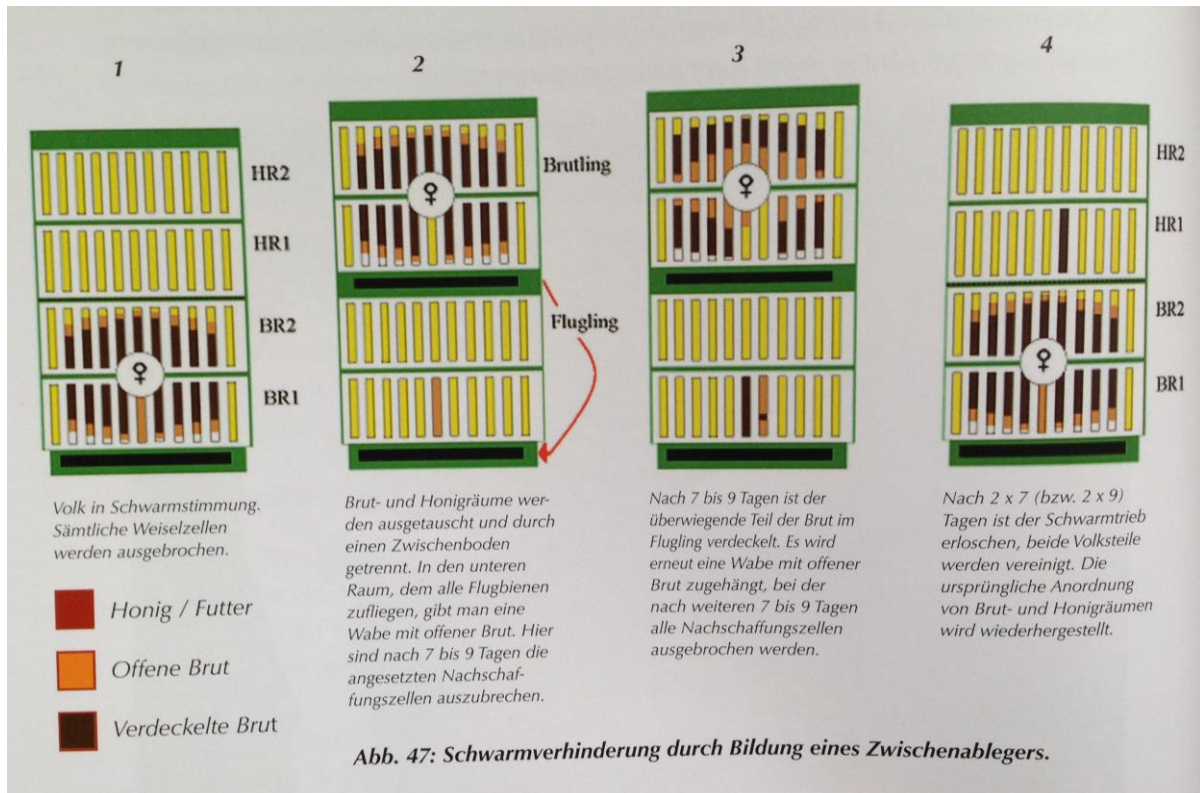 1
2
3
4
HR2
HR1
BR2
BR1
Brutling
Flugling
HR2
HR1
BR2
BR1
Volk in Schwarmstimmung.
Sämtliche Weiselzellen
werden ausgebrochen.
Honig / Futter
Offene Brut
Verdeckelte Brut
Brut- und Honigräume wer-
den ausgetauscht und durch
einen Zwischenboden
getrennt. In den unteren
Raum, dem alle Flugbienen
zufliegen, gibt man eine
Wabe mit offener Brut. Hier
sind nach 7 bis 9 Tagen die
angesetzten Nachschaf-
fungszellen auszubrechen.
Nach 7 bis 9 Tagen ist der
überwiegende Teil der Brut im
Flugling verdeckelt. Es wird
erneut eine Wabe mit offener
Brut zugehängt, bei der
nach weiteren 7 bis 9 Tagen
alle Nachschaffungszellen
ausgebrochen werden.
Nach 2 x 7 (bzw. 2 x 9)
Tagen ist der Schwarmtrieb
erloschen, beide Volksteile
werden vereinigt. Die
ursprüngliche Anordnung
von Brut- und Honigräumen
wird wiederhergestellt.
Abb. 47: Schwarmverhinderung durch Bildung eines Zwischenablegers.